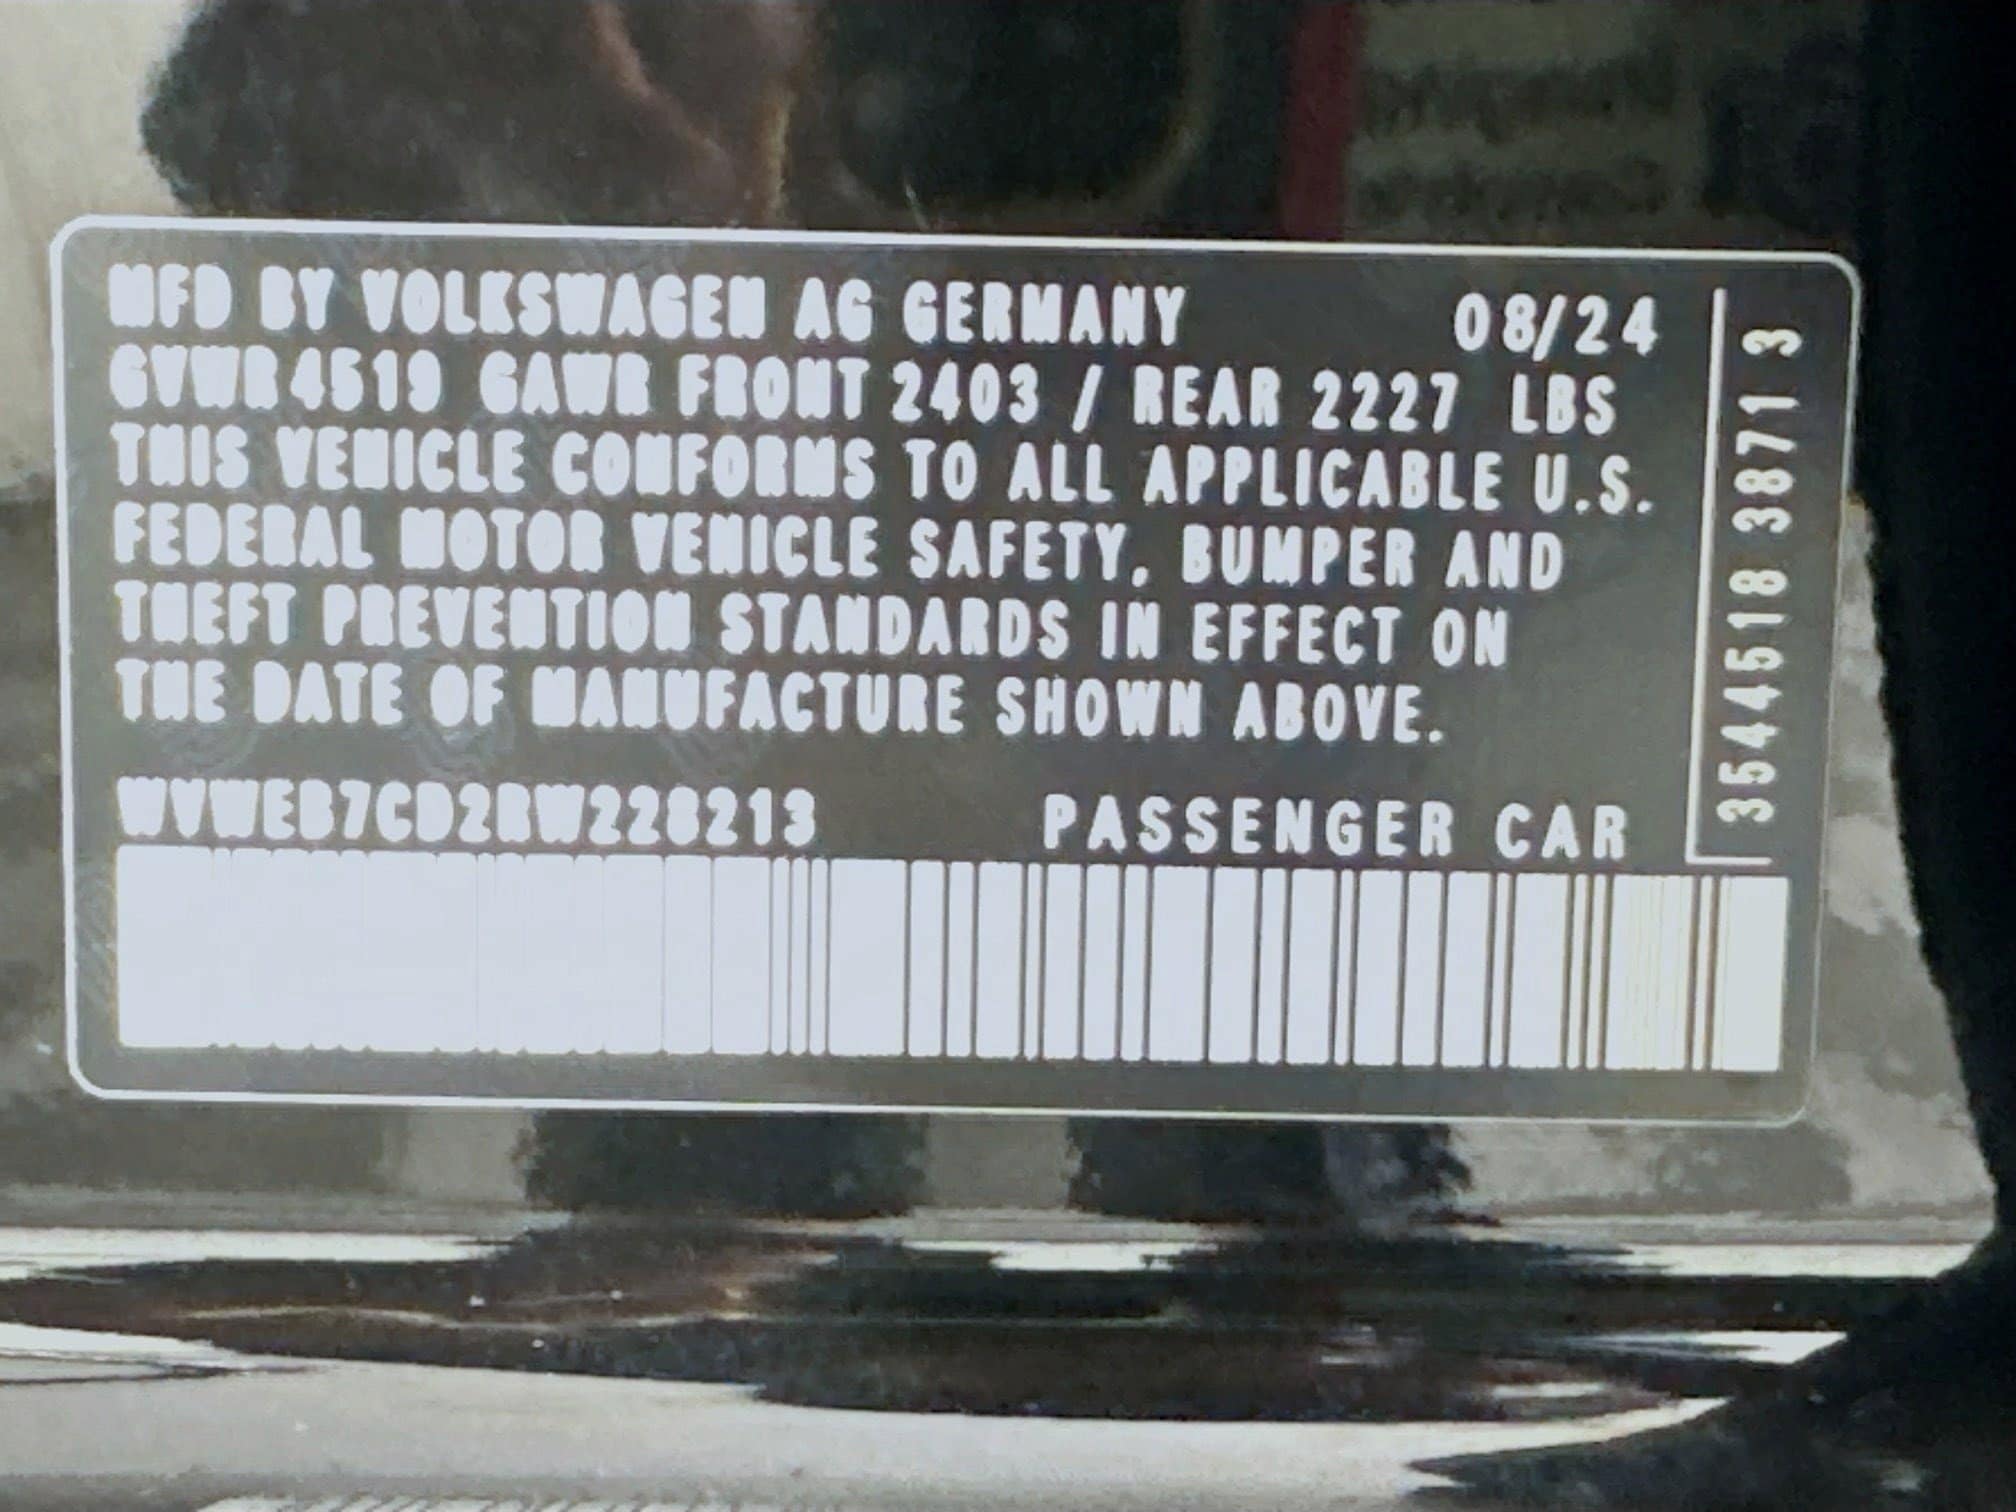 MFD BY VOLKSWAGEN AG GERMANY 08/24
GVWR 4519 GAWR FRONT 2403 / REAR 2227 LBS
THIS VEHICLE CONFORMS TO ALL APPLICABLE U.S.
FEDERAL MOTOR VEHICLE SAFETY, BUMPER AND
THEFT PREVENTION STANDARDS IN EFFECT ON
THE DATE OF MANUFACTURE SHOWN ABOVE.
WVWEB7CD2RW228213 PASSENGER CAR
3544518 3871 3